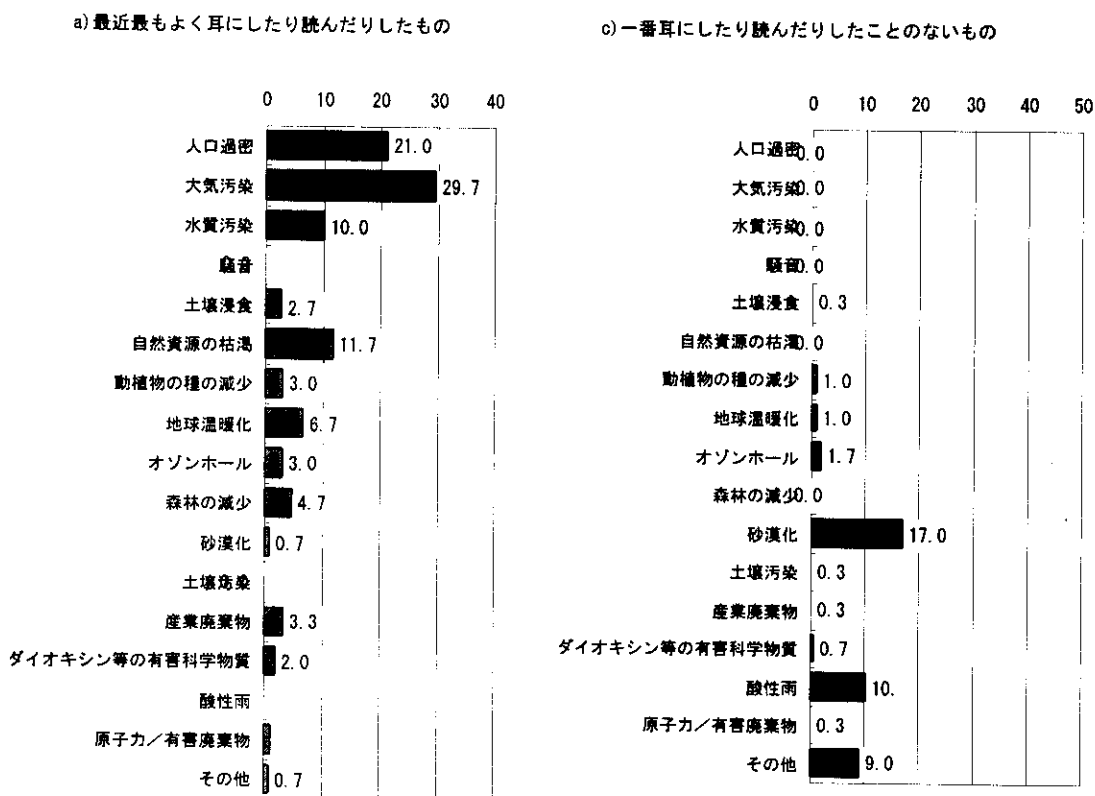 a)最近最もよく耳にしたり読んだりしたもの
0 10 20 30 40
人口過密 21.0
大気汚染 29.7
水質汚染 10.0
騒音
土壌浸食 2.7
自然資源の枯渇 11.7
動植物の種の減少 3.0
地球温暖化 6.7
オゾンホール 3.0
森林の減少 4.7
砂漠化 0.7
土壌汚染
産業廃棄物 3.3
ダイオキシン等の有害科学物質 2.0
酸性雨
原子力／有害廃棄物
その他 0.7
c)一番耳にしたり読んだりしたことのないもの
0 10 20 30 40 50
人口過密 0.0
大気汚染 0.0
水質汚染 0.0
騒音 0.0
土壌浸食 0.3
自然資源の枯渇 0.0
動植物の種の減少 1.0
地球温暖化 1.0
オゾンホール 1.7
森林の減少 0.0
砂漠化 17.0
土壌汚染 0.3
産業廃棄物 0.3
ダイオキシン等の有害科学物質 0.7
酸性雨 10.
原子力／有害廃棄物 0.3
その他 9.0